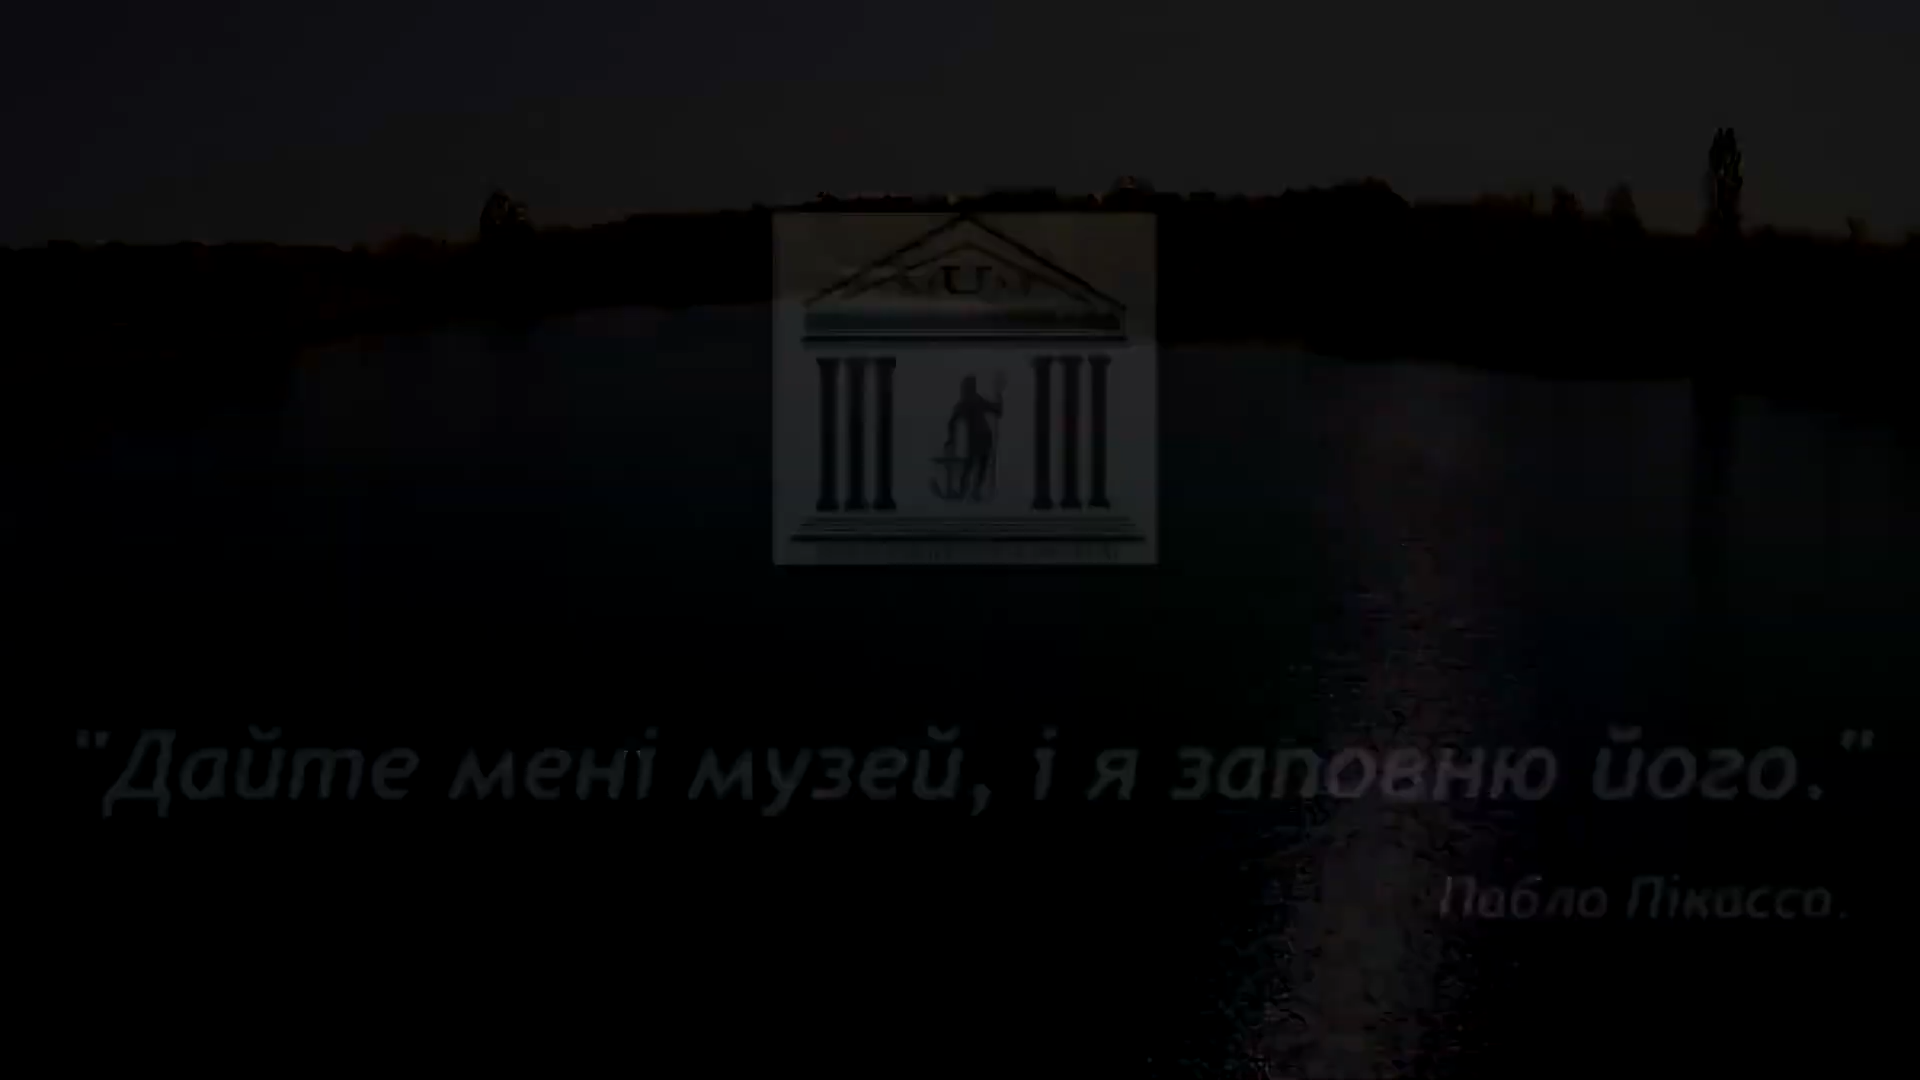 "Дайте мені музей, і я заповню його."
Пабло Пікассо.